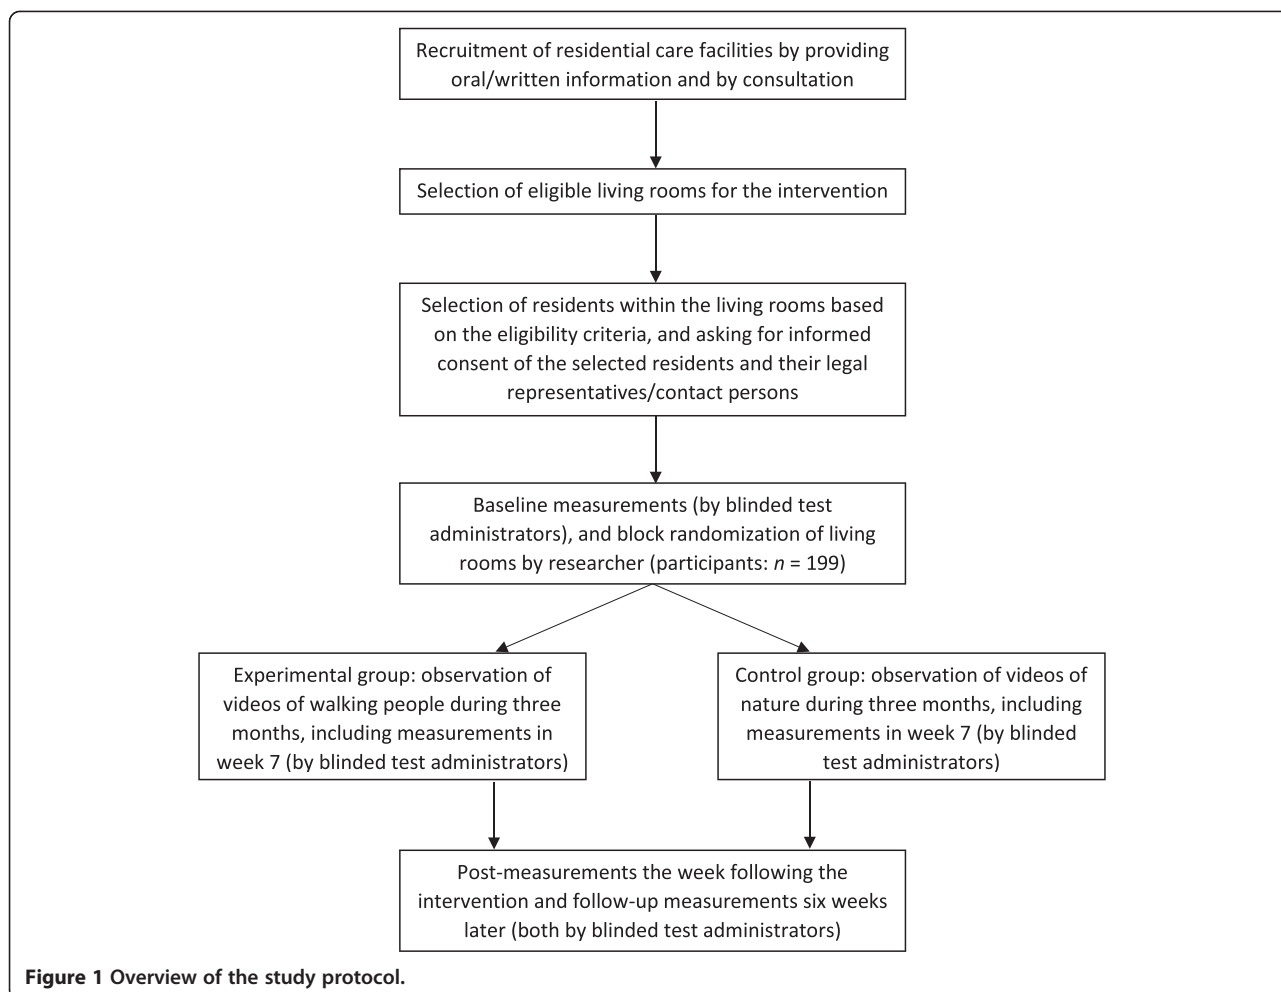 Recruitment of residential care facilities by providing
oral/written information and by consultation
Selection of eligible living rooms for the intervention
Selection of residents within the living rooms based
on the eligibility criteria, and asking for informed
consent of the selected residents and their legal
representatives/contact persons
Baseline measurements (by blinded test
administrators), and block randomization of living
rooms by researcher (participants: n = 199)
Experimental group: observation of
videos of walking people during three
months, including measurements in
week 7 (by blinded test administrators)
Control group: observation of videos of
nature during three months, including
measurements in week 7 (by blinded
test administrators)
Post-measurements the week following the
intervention and follow-up measurements six weeks
later (both by blinded test administrators)
Figure 1 Overview of the study protocol.